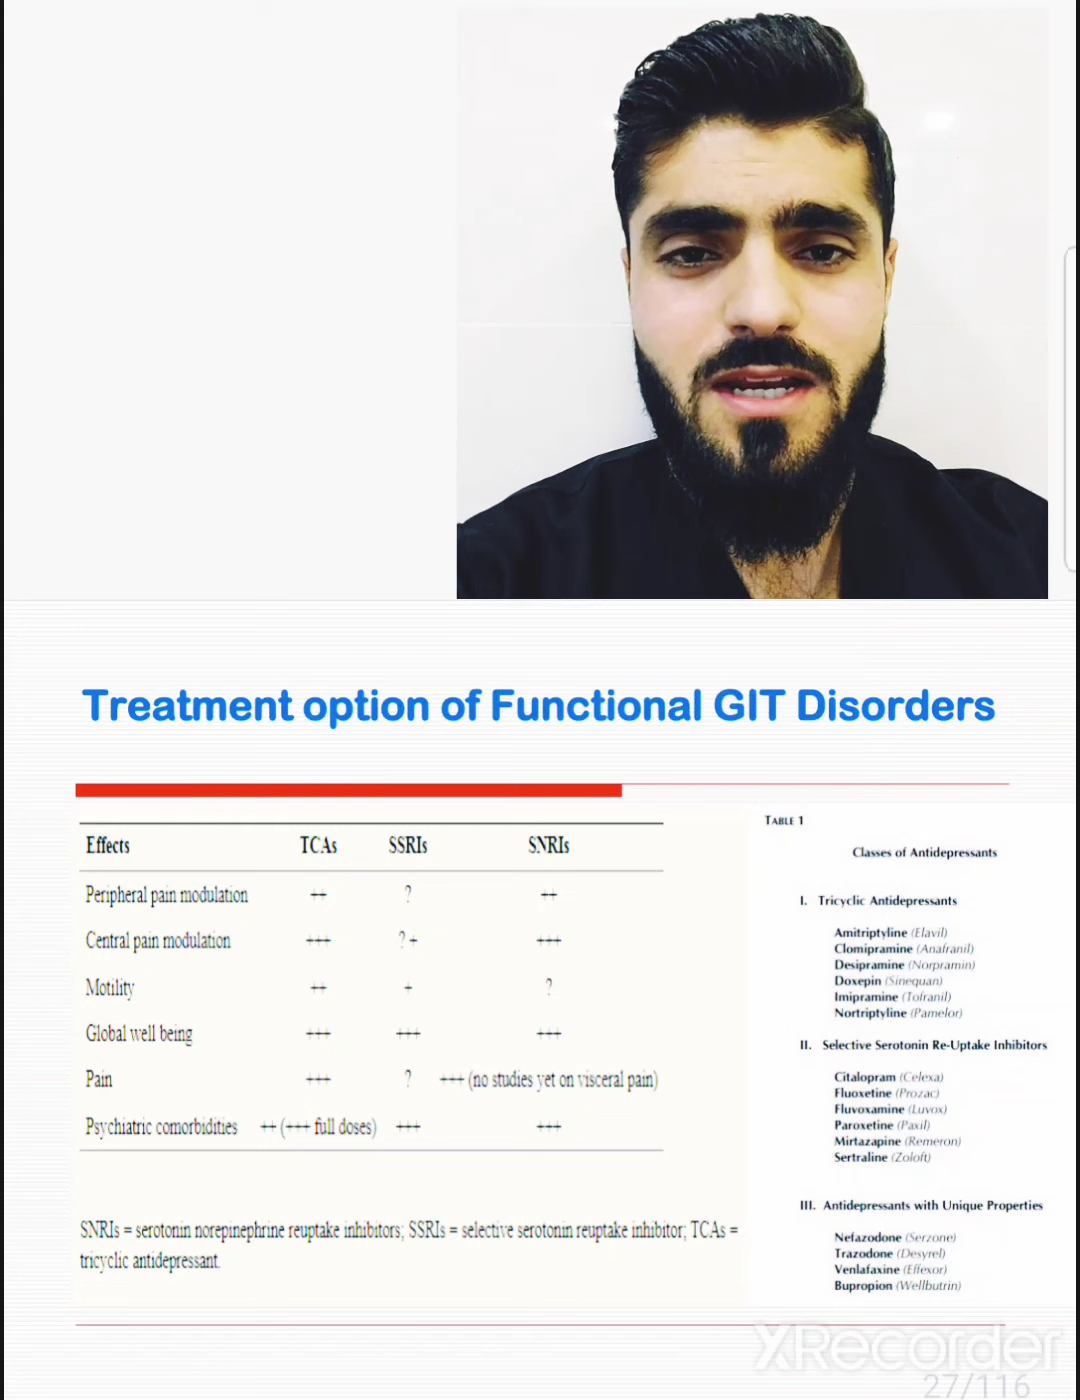 Treatment option of Functional GIT Disorders
Effects TCAs SSRIs SNRIs
Peripheral pain modulation ++ ? ++
Central pain modulation +++ ?+ +++
Motility ++ + ?
Global well being +++ +++ +++
Pain +++ ? +++ (no studies yet on visceral pain)
Psychiatric comorbidities ++ (+++ full doses) +++ +++
SNRIs = serotonin norepinephrine reuptake inhibitors; SSRIs = selective serotonin reuptake inhibitor; TCAs =
tricyclic antidepressant.
TABLE 1
Classes of Antidepressants
I. Tricyclic Antidepressants
Amitriptyline (Elavil)
Clomipramine (Anafranil)
Desipramine (Norpramin)
Doxepin (Sinequan)
Imipramine (Tofranil)
Nortriptyline (Pamelor)
II. Selective Serotonin Re-Uptake Inhibitors
Citalopram (Celexa)
Fluoxetine (Prozac)
Fluvoxamine (Luvox)
Paroxetine (Paxil)
Mirtazapine (Remeron)
Sertraline (Zoloft)
III. Antidepressants with Unique Properties
Nefazodone (Serzone)
Trazodone (Desyrel)
Venlafaxine (Effexor)
Bupropion (Wellbutrin)
XRecorder
27/116